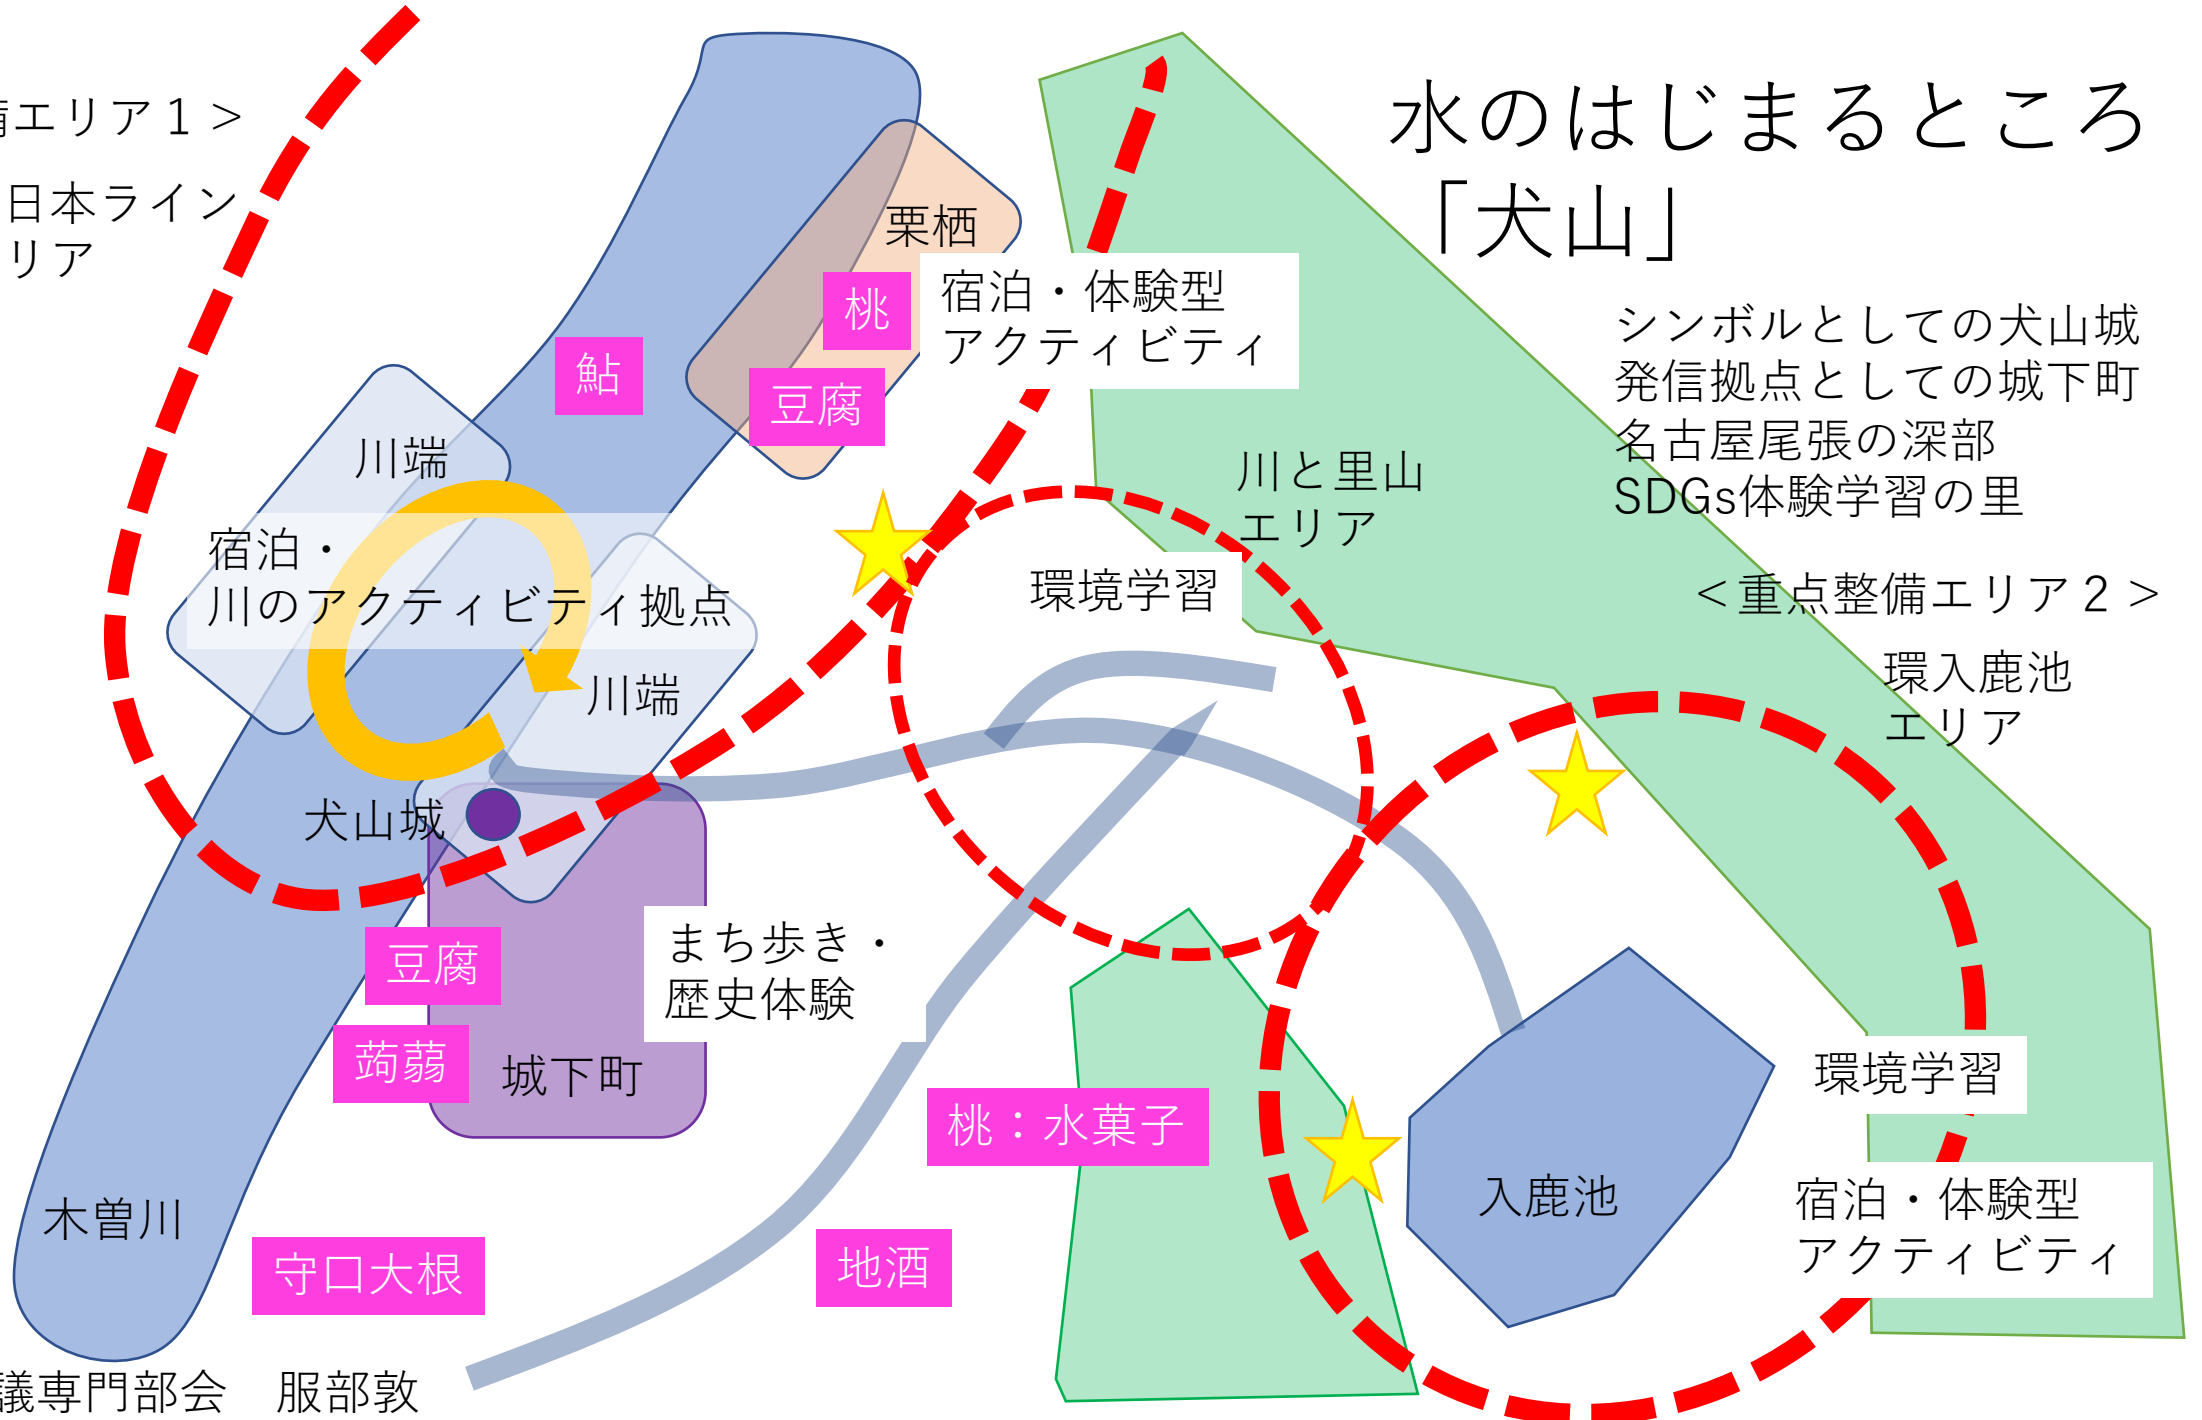 水のはじまるところ
「犬山」
エリア１＞
日本ライン
リア
栗栖
桃
宿泊・体験型
アクティビティ
シンボルとしての犬山城
発信拠点としての城下町
名古屋尾張の深部
SDGs体験学習の里
鮎
豆腐
川端
川と里山
エリア
宿泊・
川のアクティビティ拠点
環境学習
＜重点整備エリア２＞
川端
環入鹿池
エリア
犬山城
豆腐
まち歩き・
歴史体験
蒟蒻
城下町
環境学習
桃：水菓子
入鹿池
宿泊・体験型
アクティビティ
木曽川
守口大根
地酒
議専門部会　服部敦